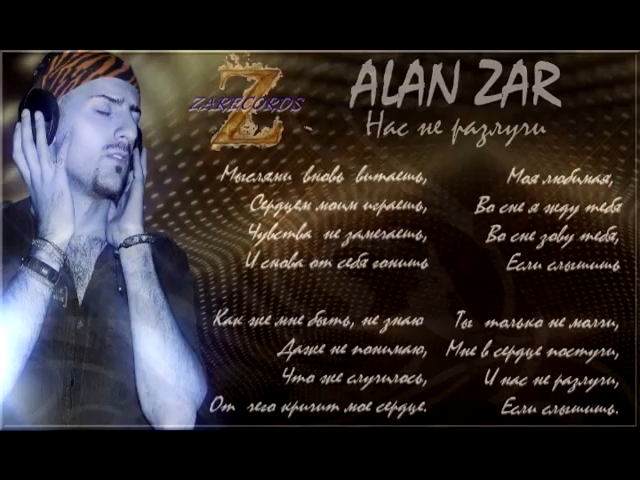 ZARECORDS
Z
ALAN ZAR
Нас не разлучи
Мыслями вновь витаешь,
Сердцем моим играешь,
Чувства не замечаешь,
И снова от себя гонишь
Как же мне быть, не знаю
Даже не понимаю,
Что же случилось,
От чего кричит мое сердце.
Моя любимая,
Во сне я жду тебя
Во сне зову тебя,
Если слышишь
Ты только не молчи,
Мне в сердце постучи,
И нас не разлучи,
Если слышишь.